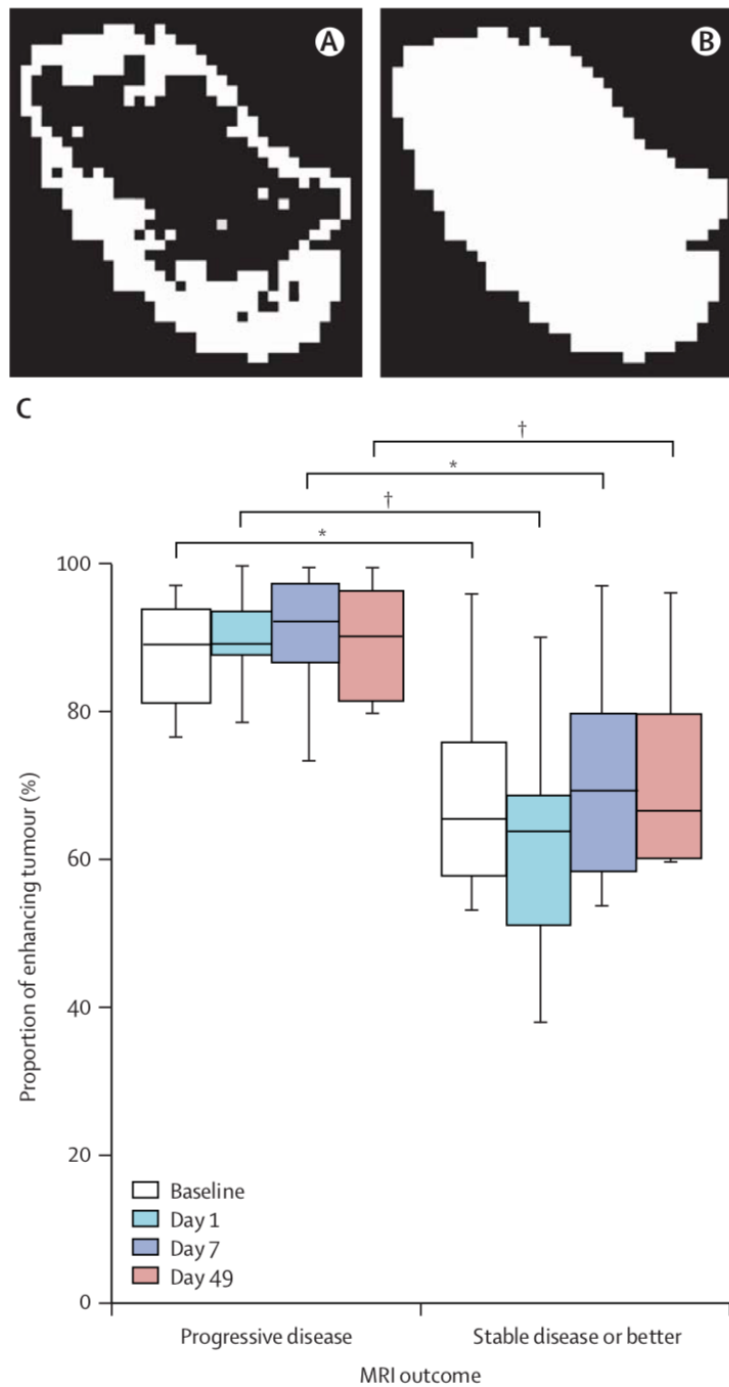 A
B
C
†
*
†
*
100
80
60
40
20
0
Proportion of enhancing tumour (%)
Baseline
Day 1
Day 7
Day 49
Progressive disease
Stable disease or better
MRI outcome